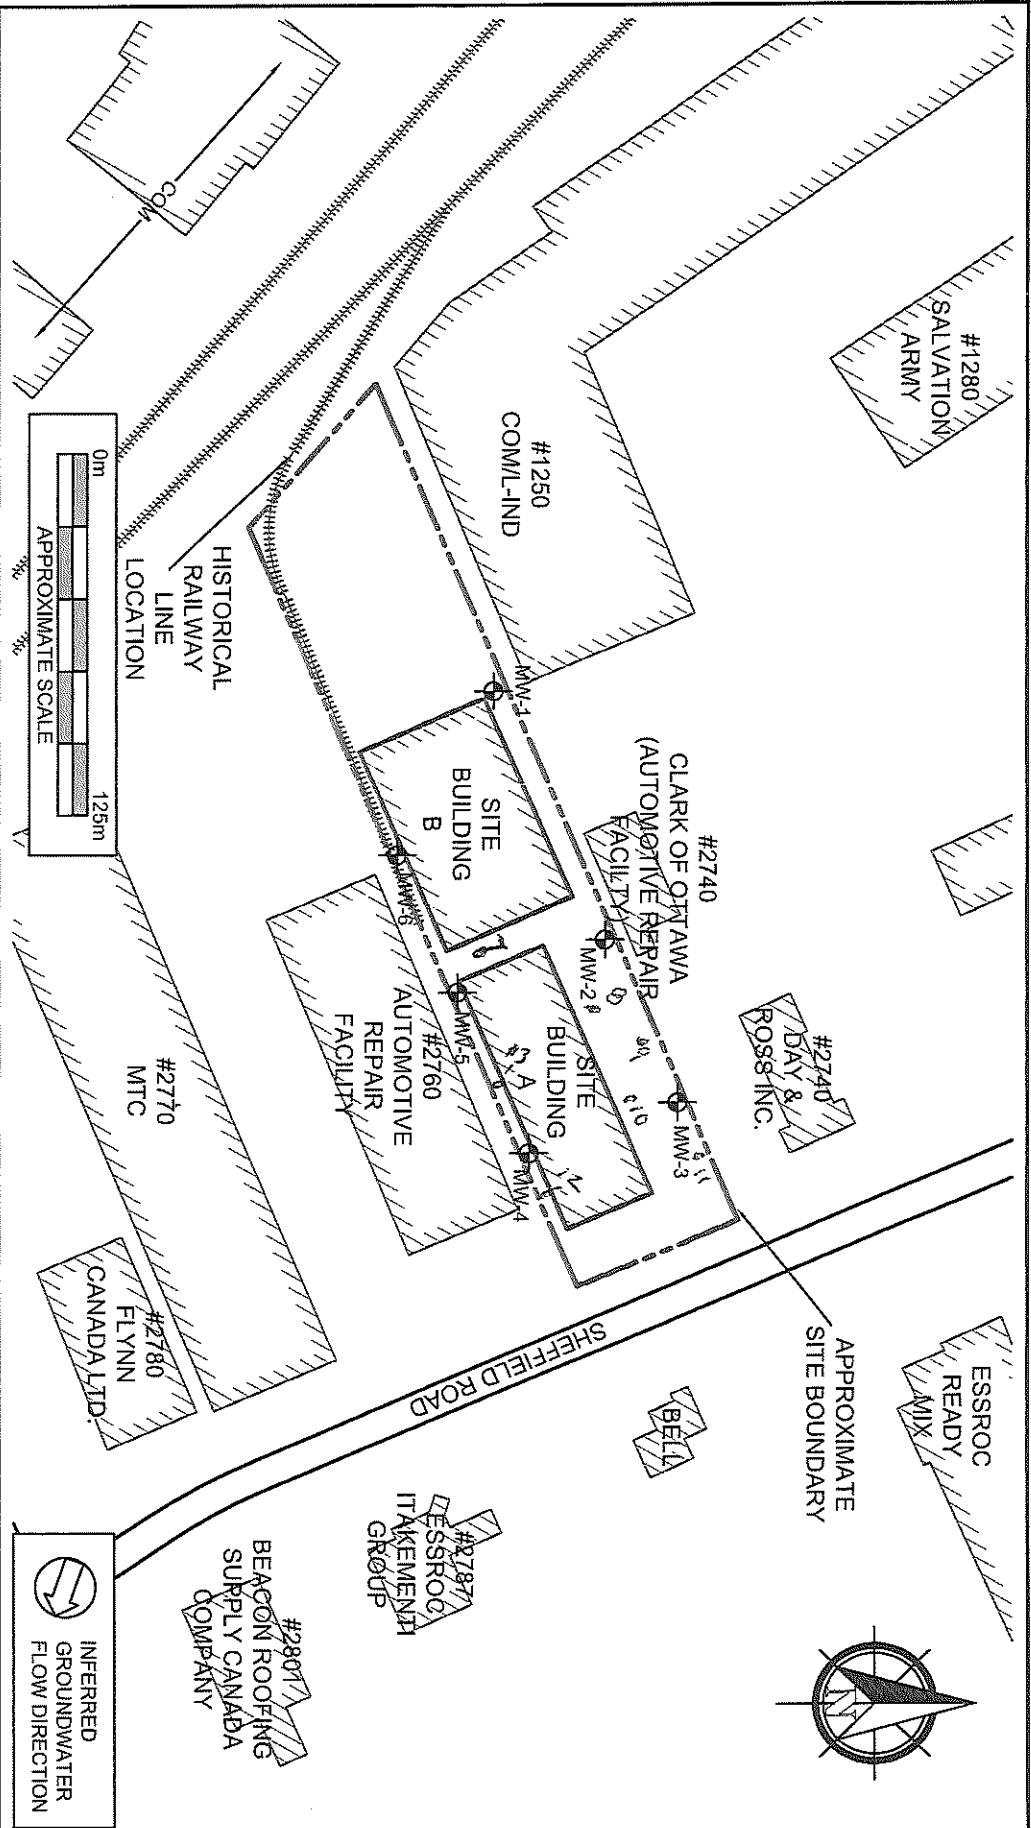 #1280
SALVATION
ARMY
ESSROC
READY
MIX
N
#2740
DAY &
ROSS INC.
APPROXIMATE
SITE BOUNDARY
#1250
COM/L-IND
#2740
CLARK OF OTTAWA
(AUTOMOTIVE REPAIR
FACILTY)
MW-3
MW-2
MW-1
BELL
SHEFFIELD ROAD
SITE
BUILDING
A
SITE
BUILDING
B
MW-4
MW-5
MW-6
#2787
ESSROC
ITAKEMENTI
GROUP
#2760
AUTOMOTIVE
REPAIR
FACILITY
#2801
BEACON ROOFING
SUPPLY CANADA
COMPANY
HISTORICAL
RAILWAY
LINE
LOCATION
#2770
MTC
#2780
FLYNN
CANADA LTD.
COM
0m
125m
APPROXIMATE SCALE
INFERRED
GROUNDWATER
FLOW DIRECTION